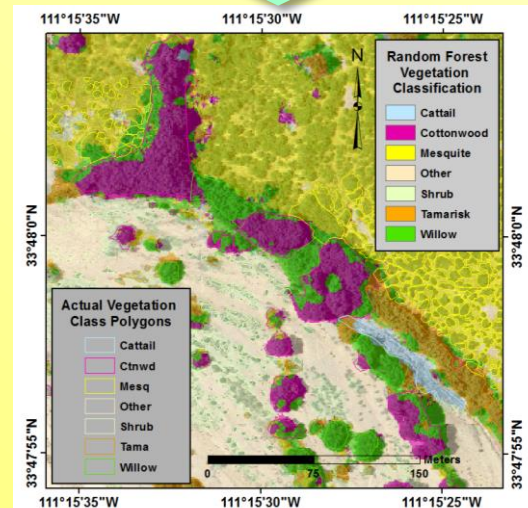 111°15'35"W 111°15'30"W 111°15'25"W
N
Random Forest
Vegetation
Classification
Cattail
Cottonwood
Mesquite
Other
Shrub
Tamarisk
Willow
33°48'0"N
33°48'0"N
Actual Vegetation
Class Polygons
Cattail
Ctnwd
Mesq
Other
Shrub
Tama
Willow
Meters
0 75 150
33°47'55"N
33°47'55"N
111°15'35"W 111°15'30"W 111°15'25"W